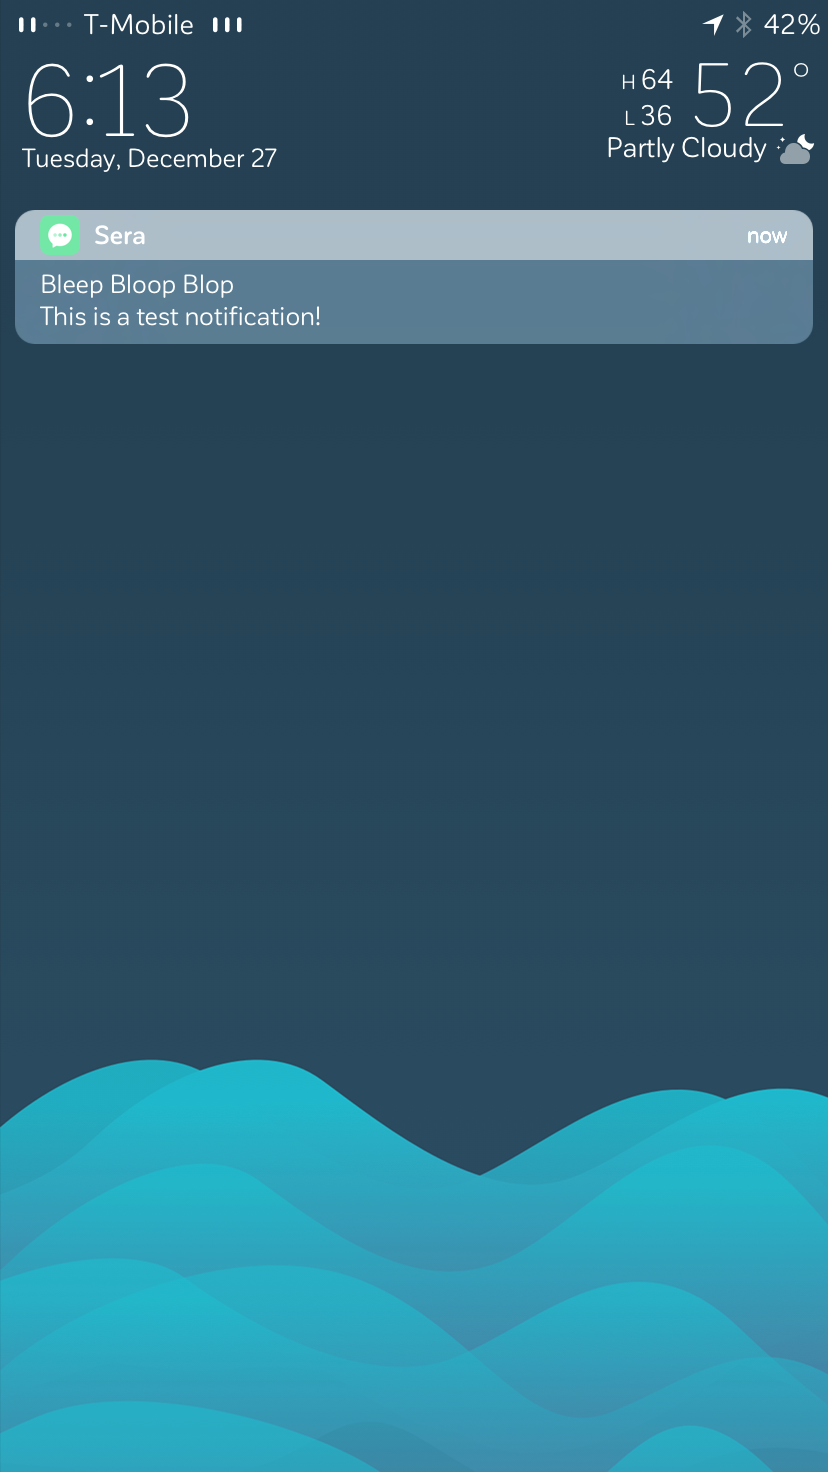 T-Mobile 42%
6:13
Tuesday, December 27
H 64
L 36
52°
Partly Cloudy
Sera now
Bleep Bloop Blop
This is a test notification!